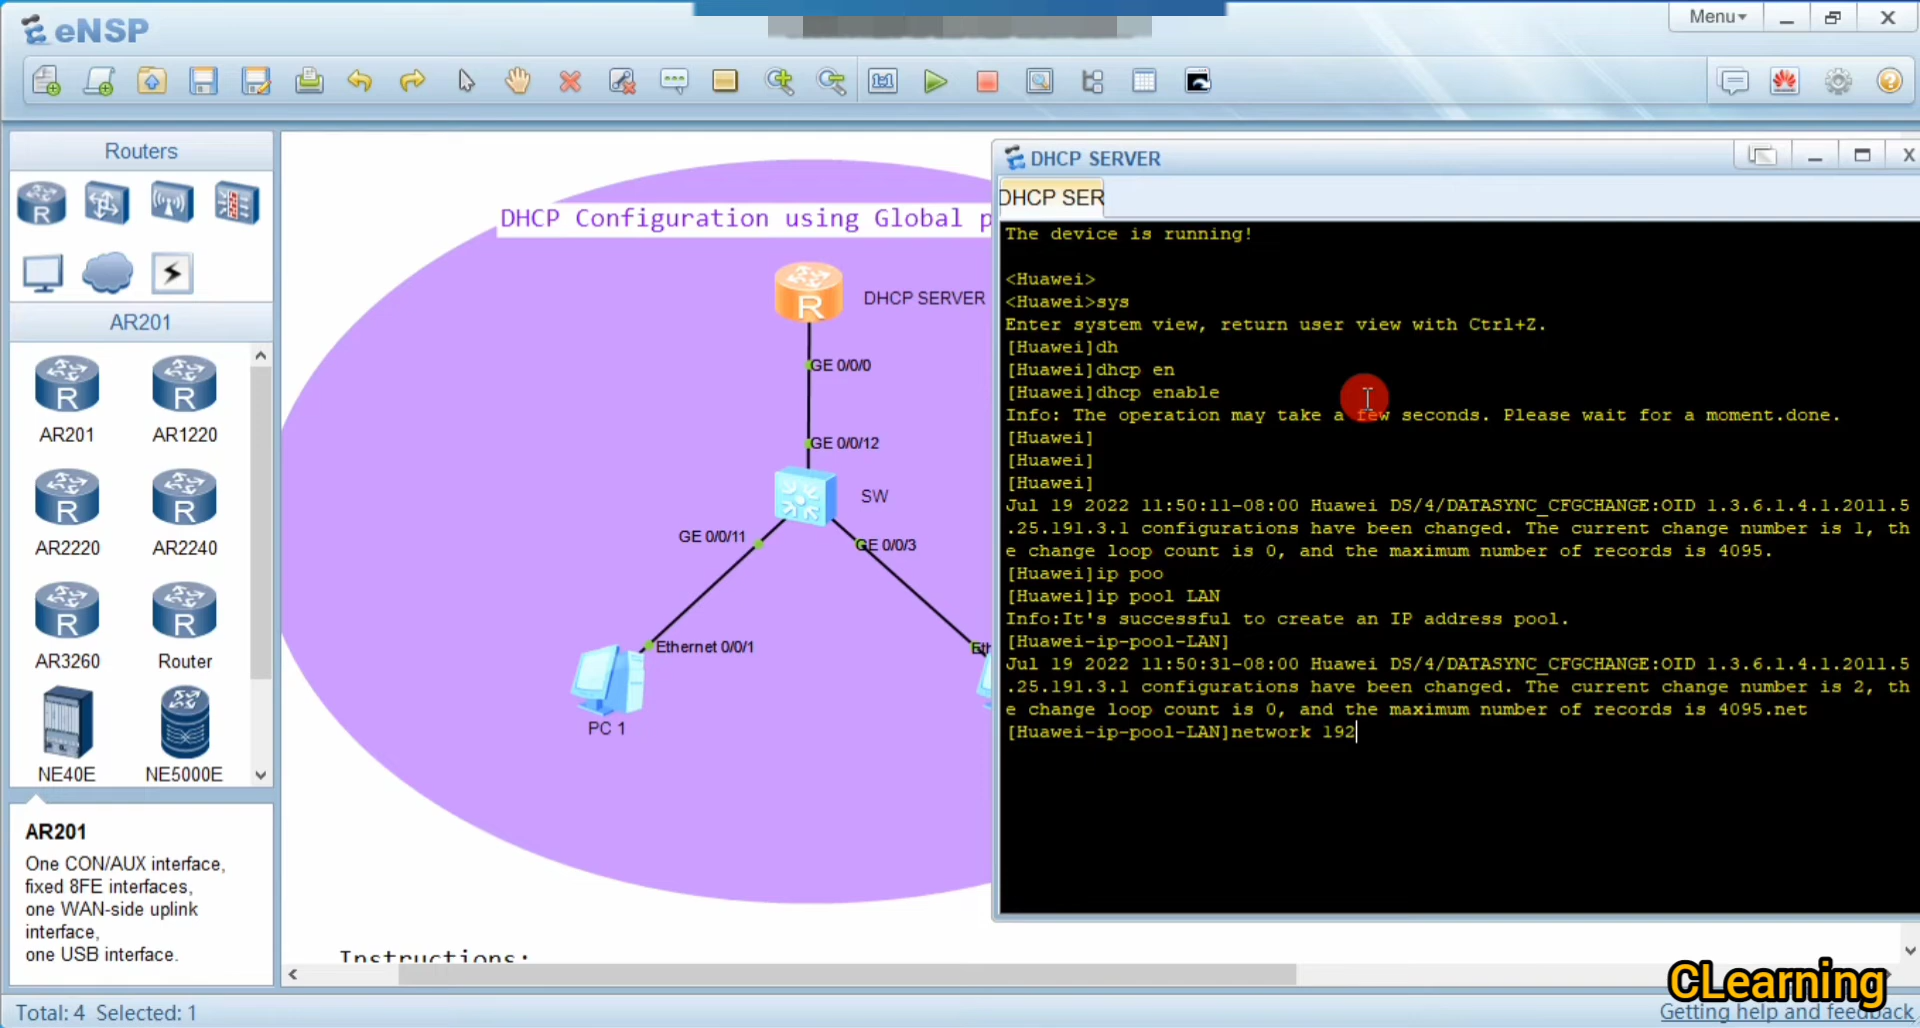 eNSP
Menu
Routers
R
AR201
R
R
AR201
AR1220
R
R
AR2220
AR2240
R
R
AR3260
Router
NE40E
NE5000E
AR201
One CON/AUX interface,
fixed 8FE interfaces,
one WAN-side uplink
interface,
one USB interface.
DHCP Configuration using Global p
R
DHCP SERVER
GE 0/0/0
GE 0/0/12
SW
GE 0/0/11
GE 0/0/3
Ethernet 0/0/1
Eth
PC 1
Instructions:
DHCP SERVER
DHCP SER
The device is running!
<Huawei>
<Huawei>sys
Enter system view, return user view with Ctrl+Z.
[Huawei]dh
[Huawei]dhcp en
[Huawei]dhcp enable
Info: The operation may take a few seconds. Please wait for a moment.done.
[Huawei]
[Huawei]
[Huawei]
Jul 19 2022 11:50:11-08:00 Huawei DS/4/DATASYNC_CFGCHANGE:OID 1.3.6.1.4.1.2011.5
.25.191.3.1 configurations have been changed. The current change number is 1, th
e change loop count is 0, and the maximum number of records is 4095.
[Huawei]ip poo
[Huawei]ip pool LAN
Info:It's successful to create an IP address pool.
[Huawei-ip-pool-LAN]
Jul 19 2022 11:50:31-08:00 Huawei DS/4/DATASYNC_CFGCHANGE:OID 1.3.6.1.4.1.2011.5
.25.191.3.1 configurations have been changed. The current change number is 2, th
e change loop count is 0, and the maximum number of records is 4095.net
[Huawei-ip-pool-LAN]network 192
CLearning
Total: 4 Selected: 1
Getting help and feedback